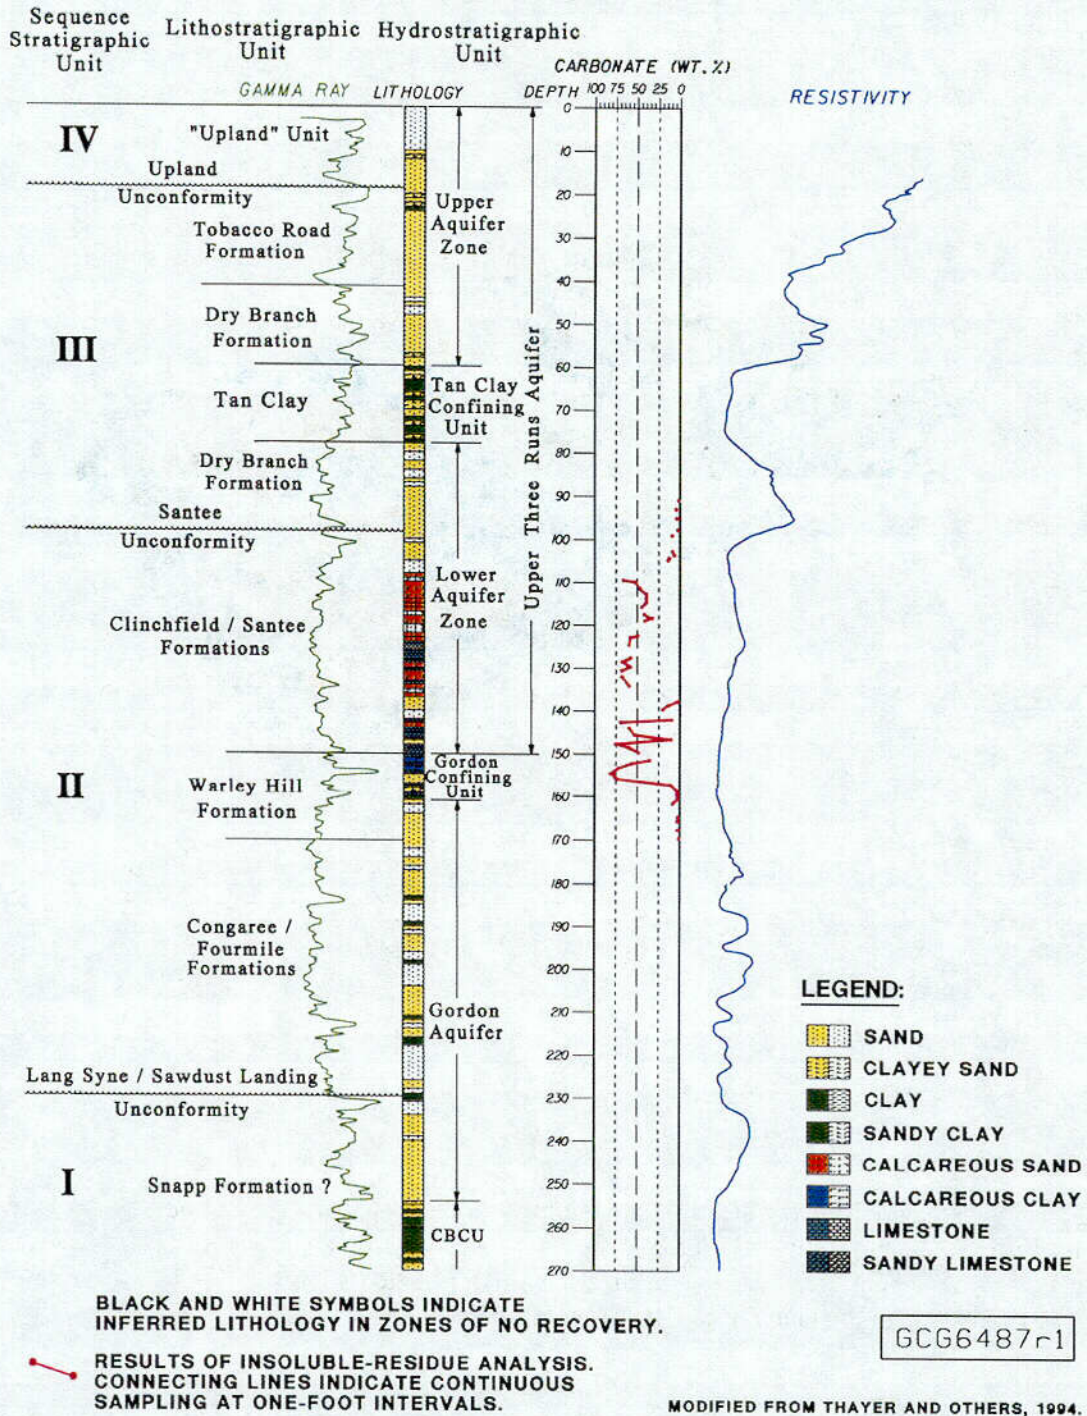 Sequence
Stratigraphic
Unit
Lithostratigraphic
Unit
Hydrostratigraphic
Unit
GAMMA RAY
LITHOLOGY
DEPTH
CARBONATE (WT.%)
100 75 50 25 0
RESISTIVITY
IV
"Upland" Unit
Upland
Unconformity
Tobacco Road
Formation
III
Dry Branch
Formation
Tan Clay
Dry Branch
Formation
Santee
Unconformity
Clinchfield / Santee
Formations
II
Warley Hill
Formation
Congaree /
Fourmile
Formations
Lang Syne / Sawdust Landing
Unconformity
I
Snapp Formation ?
Upper
Aquifer
Zone
Tan Clay
Confining
Unit
Lower
Aquifer
Zone
Gordon
Confining
Unit
Gordon
Aquifer
CBCU
Upper Three Runs Aquifer
0
10
20
30
40
50
60
70
80
90
100
110
120
130
140
150
160
170
180
190
200
210
220
230
240
250
260
270
LEGEND:
SAND
CLAYEY SAND
CLAY
SANDY CLAY
CALCAREOUS SAND
CALCAREOUS CLAY
LIMESTONE
SANDY LIMESTONE
BLACK AND WHITE SYMBOLS INDICATE
INFERRED LITHOLOGY IN ZONES OF NO RECOVERY.
RESULTS OF INSOLUBLE-RESIDUE ANALYSIS.
CONNECTING LINES INDICATE CONTINUOUS
SAMPLING AT ONE-FOOT INTERVALS.
GCG6487r1
MODIFIED FROM THAYER AND OTHERS, 1994.